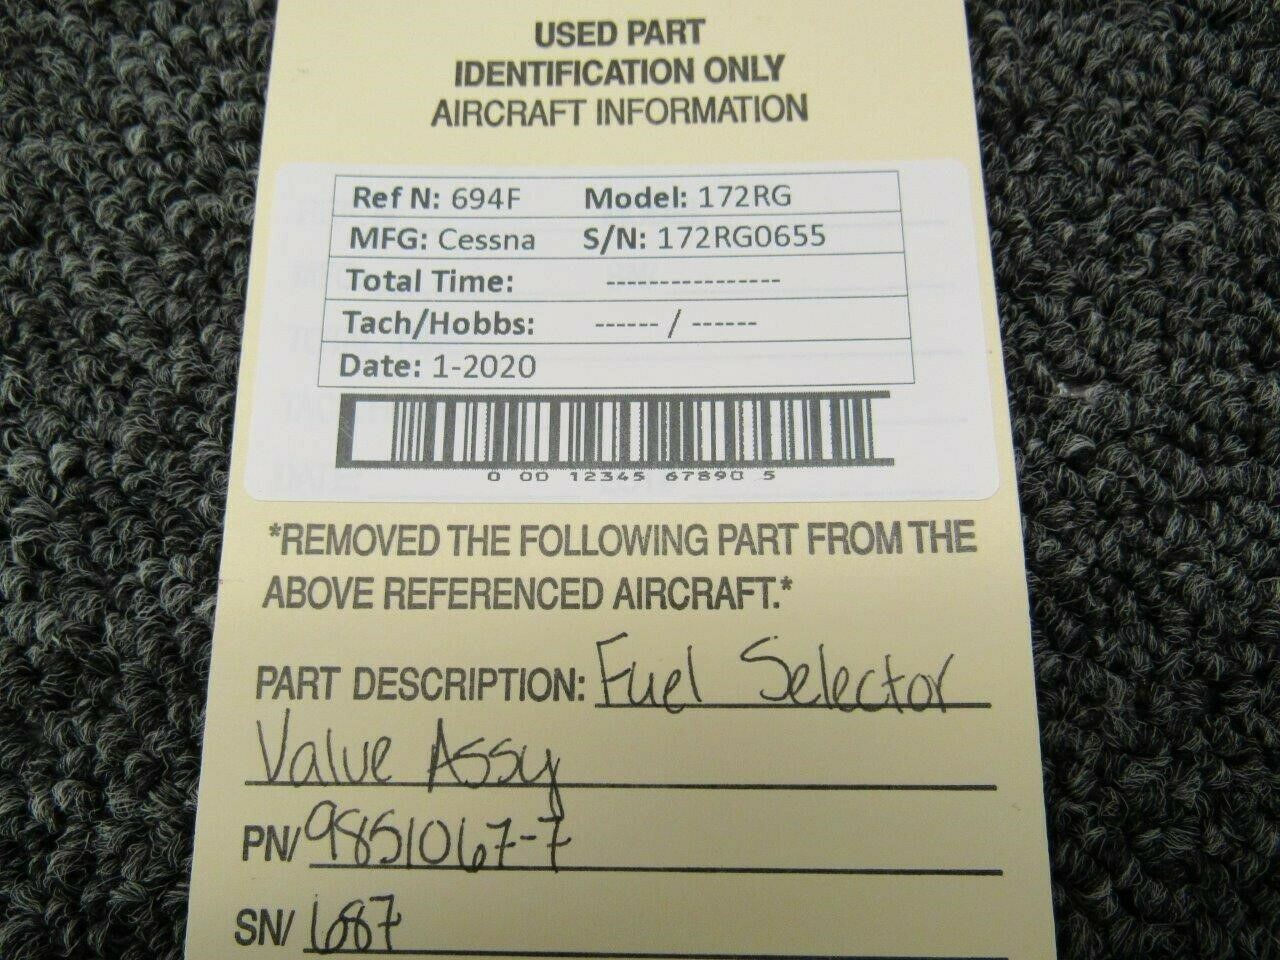 USED PART
IDENTIFICATION ONLY
AIRCRAFT INFORMATION
Ref N: 694F Model: 172RG
MFG: Cessna S/N: 172RG0655
Total Time: ----------------
Tach/Hobbs: ------ / ------
Date: 1-2020
0 00 12345 67890 5
*REMOVED THE FOLLOWING PART FROM THE
ABOVE REFERENCED AIRCRAFT.*
PART DESCRIPTION: Fuel Selector
Value Assy
PN/ 9851067-7
SN/ 1687